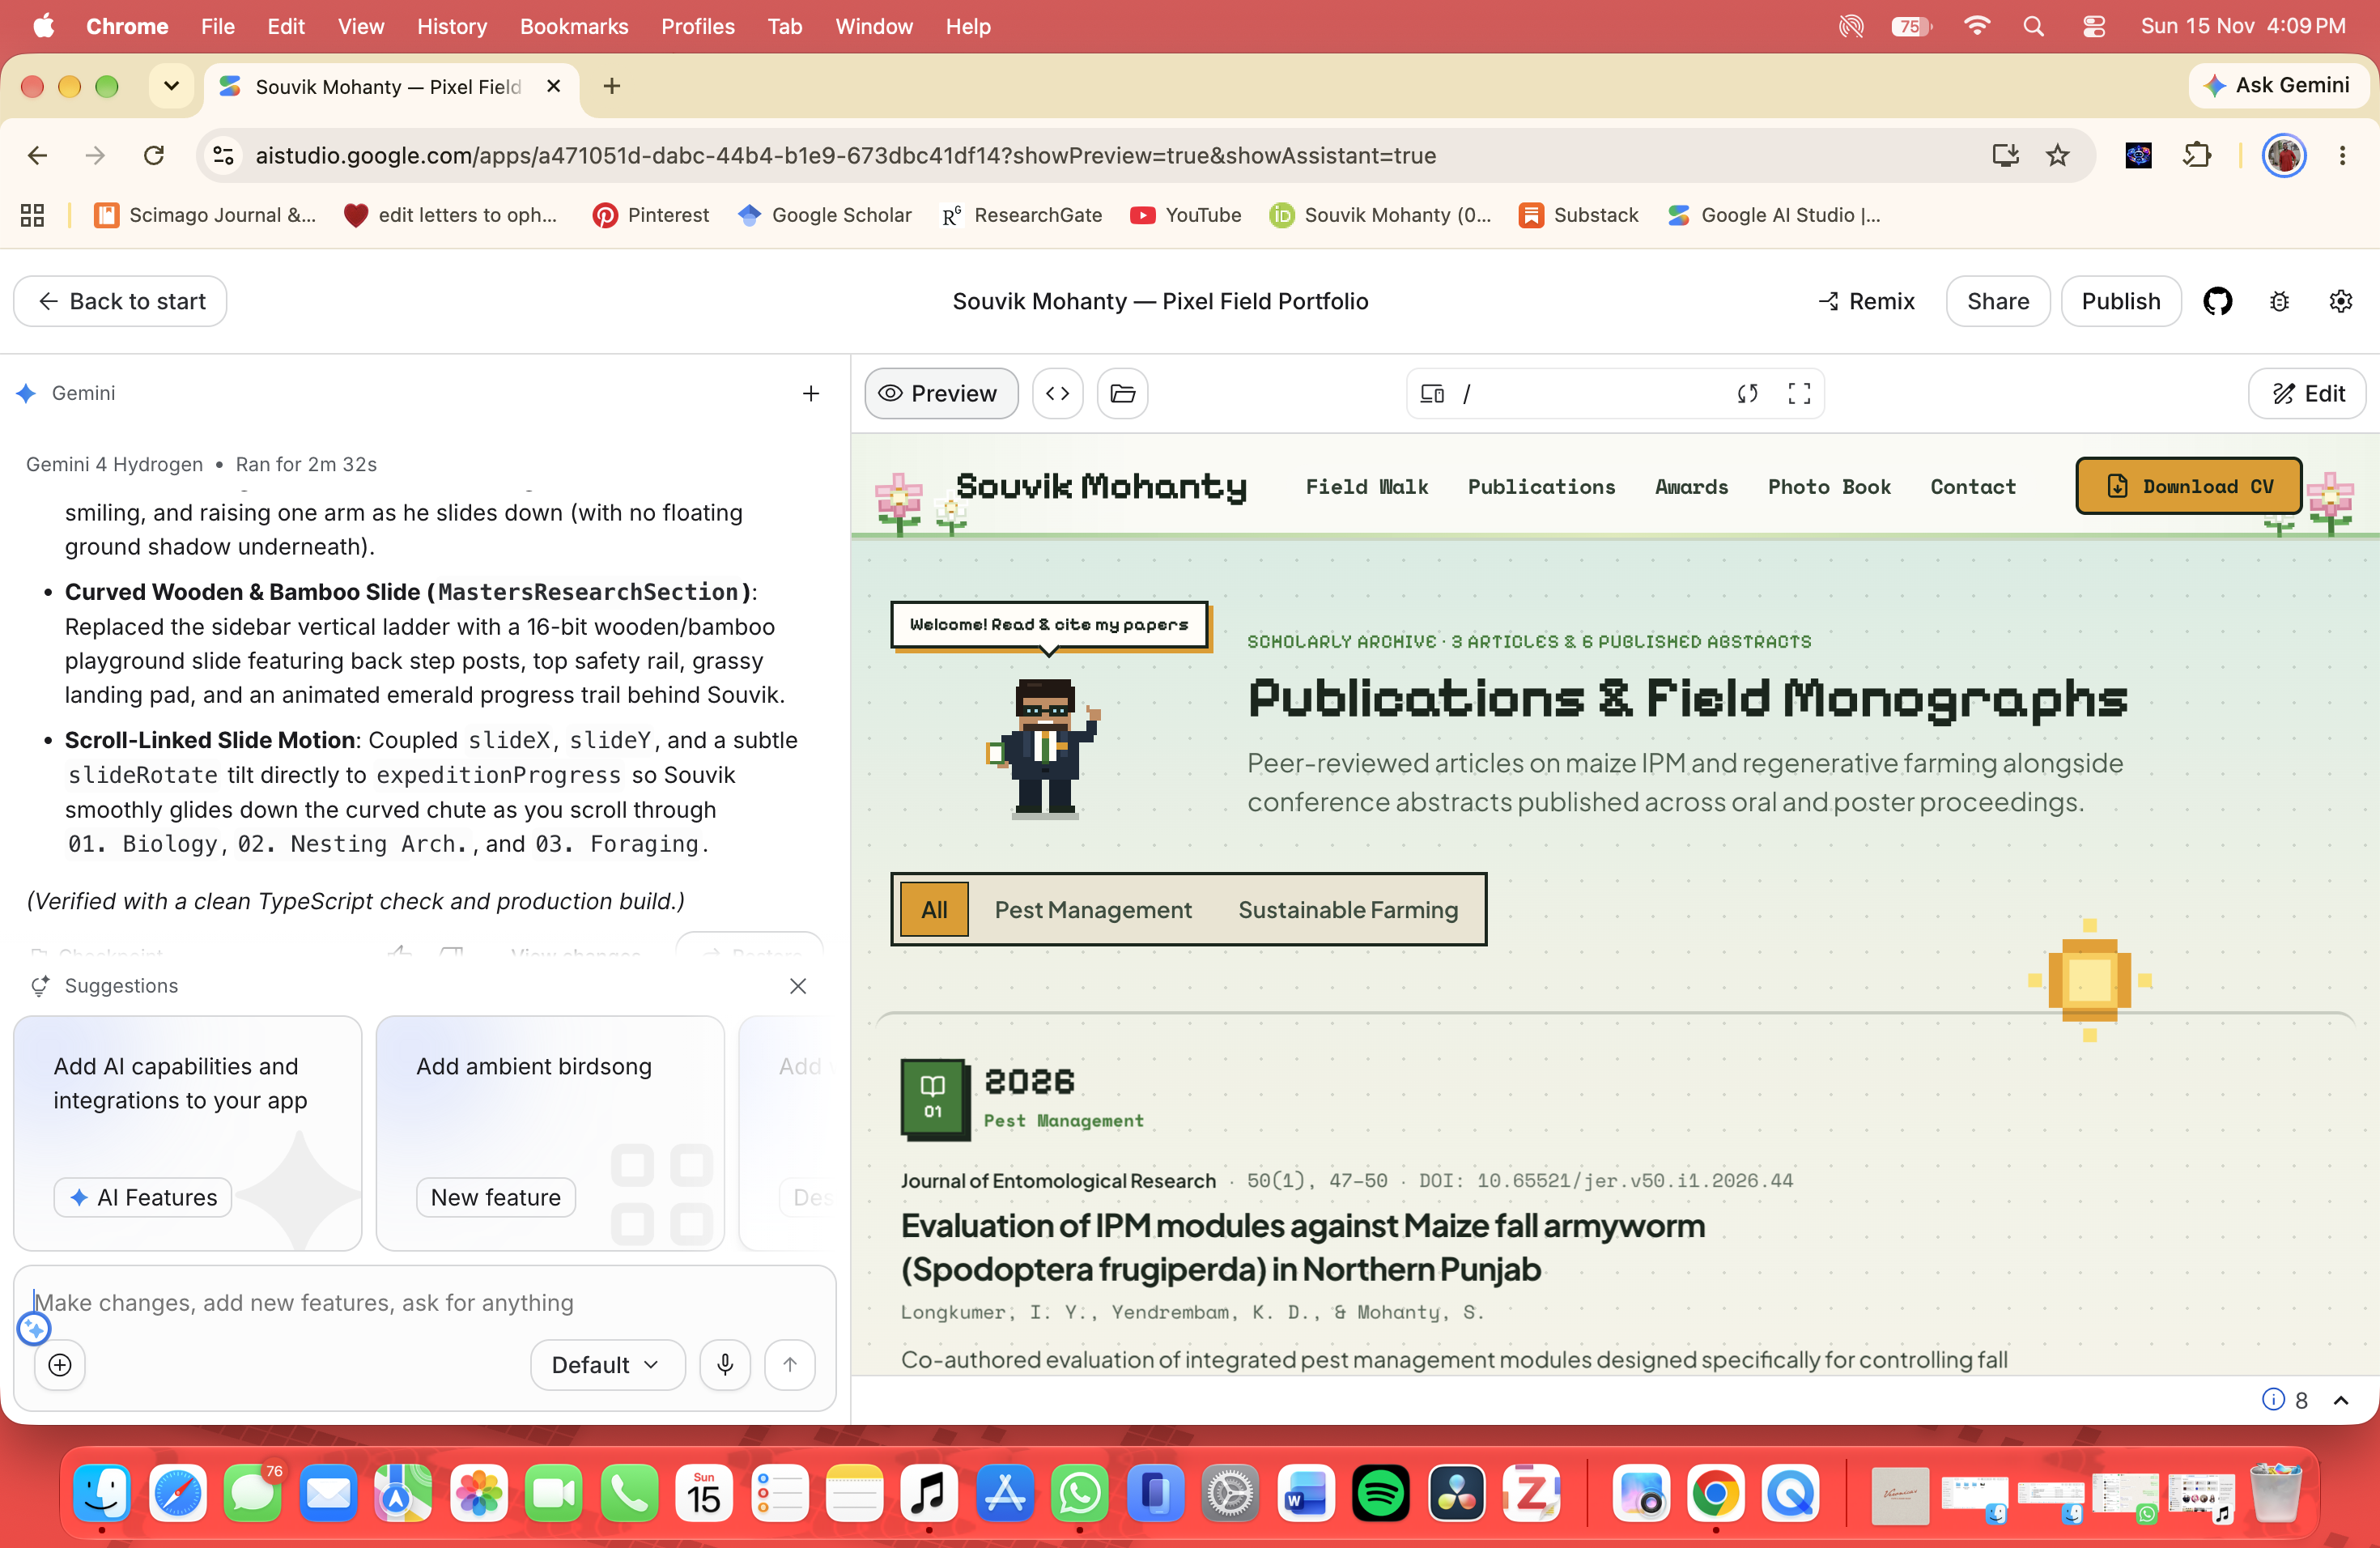 Chrome File Edit View History Bookmarks Profiles Tab Window Help 75 Sun 15 Nov 4:09 PM
Souvik Mohanty — Pixel Field
Ask Gemini
aistudio.google.com/apps/a471051d-dabc-44b4-b1e9-673dbc41df14?showPreview=true&showAssistant=true
Scimago Journal &... edit letters to oph... Pinterest Google Scholar RG ResearchGate YouTube iD Souvik Mohanty (0... Substack Google AI Studio |...
Back to start
Souvik Mohanty — Pixel Field Portfolio
Remix Share Publish
Gemini
Gemini 4 Hydrogen • Ran for 2m 32s
smiling, and raising one arm as he slides down (with no floating
ground shadow underneath).
• Curved Wooden & Bamboo Slide (MastersResearchSection):
Replaced the sidebar vertical ladder with a 16-bit wooden/bamboo
playground slide featuring back step posts, top safety rail, grassy
landing pad, and an animated emerald progress trail behind Souvik.
• Scroll-Linked Slide Motion: Coupled slideX, slideY, and a subtle
slideRotate tilt directly to expeditionProgress so Souvik
smoothly glides down the curved chute as you scroll through
01. Biology, 02. Nesting Arch., and 03. Foraging.
(Verified with a clean TypeScript check and production build.)
Checkpoint View changes Restore
Suggestions
Add AI capabilities and
integrations to your app
AI Features
Add ambient birdsong
New feature
Add
Des
Make changes, add new features, ask for anything
Default
Preview
/
Edit
Souvik Mohanty
Field Walk Publications Awards Photo Book Contact
Download CV
Welcome! Read & cite my papers
SCHOLARLY ARCHIVE · 3 ARTICLES & 6 PUBLISHED ABSTRACTS
Publications & Field Monographs
Peer-reviewed articles on maize IPM and regenerative farming alongside
conference abstracts published across oral and poster proceedings.
All Pest Management Sustainable Farming
01
2026
Pest Management
Journal of Entomological Research · 50(1), 47–50 · DOI: 10.65521/jer.v50.i1.2026.44
Evaluation of IPM modules against Maize fall armyworm
(Spodoptera frugiperda) in Northern Punjab
Longkumer, I. Y., Yendrembam, K. D., & Mohanty, S.
Co-authored evaluation of integrated pest management modules designed specifically for controlling fall
8
76
Sun
15
W
Z